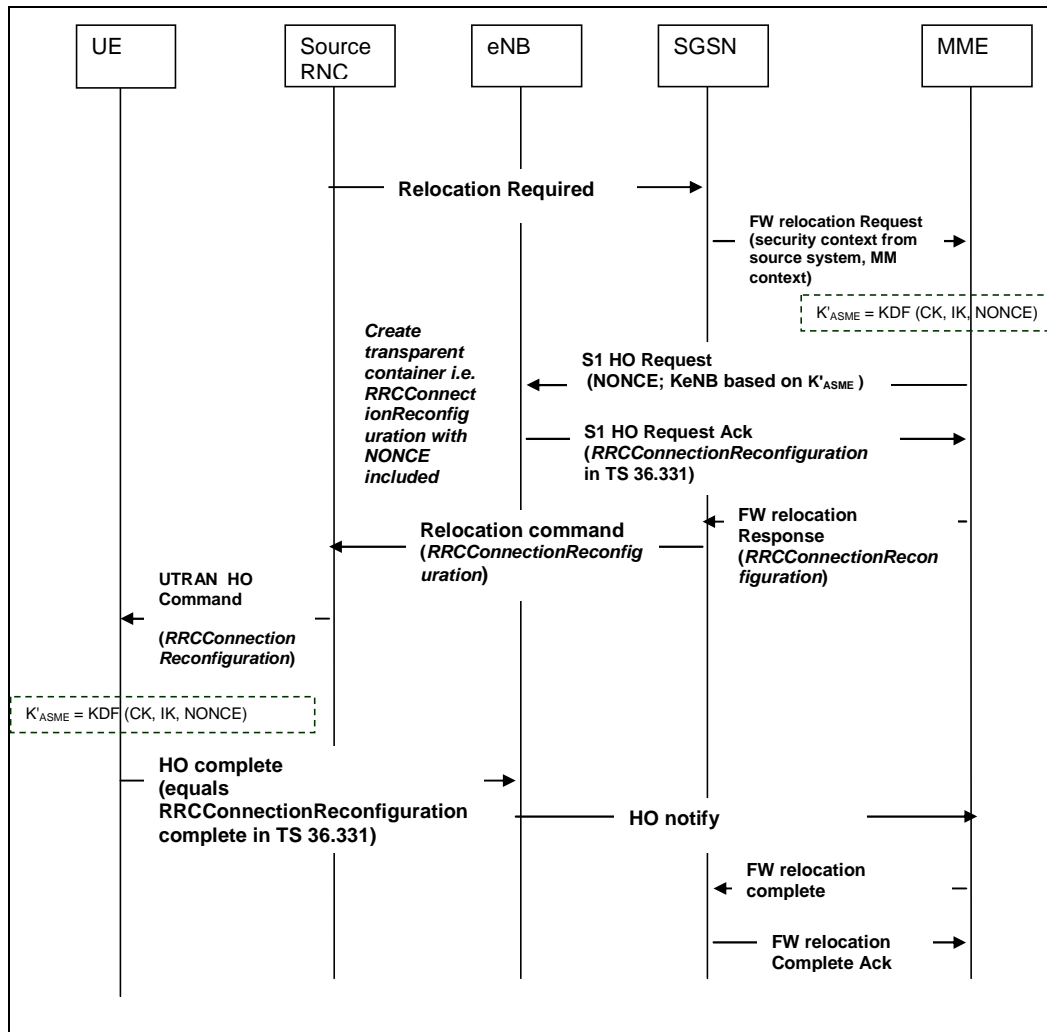 UE
Source
RNC
eNB
SGSN
MME
Relocation Required
FW relocation Request
(security context from
source system, MM
context)
K'ASME = KDF (CK, IK, NONCE)
Create
transparent
container i.e.
RRCConnect
ionReconfig
uration with
NONCE
included
S1 HO Request
(NONCE; KeNB based on K'ASME )
S1 HO Request Ack
(RRCConnectionReconfiguration
in TS 36.331)
FW relocation
Response
(RRCConnectionRecon
figuration)
Relocation command
(RRCConnectionReconfig
uration)
UTRAN HO
Command
(RRCConnection
Reconfiguration)
K'ASME = KDF (CK, IK, NONCE)
HO complete
(equals
RRCConnectionReconfiguration
complete in TS 36.331)
HO notify
FW relocation
complete
FW relocation
Complete Ack